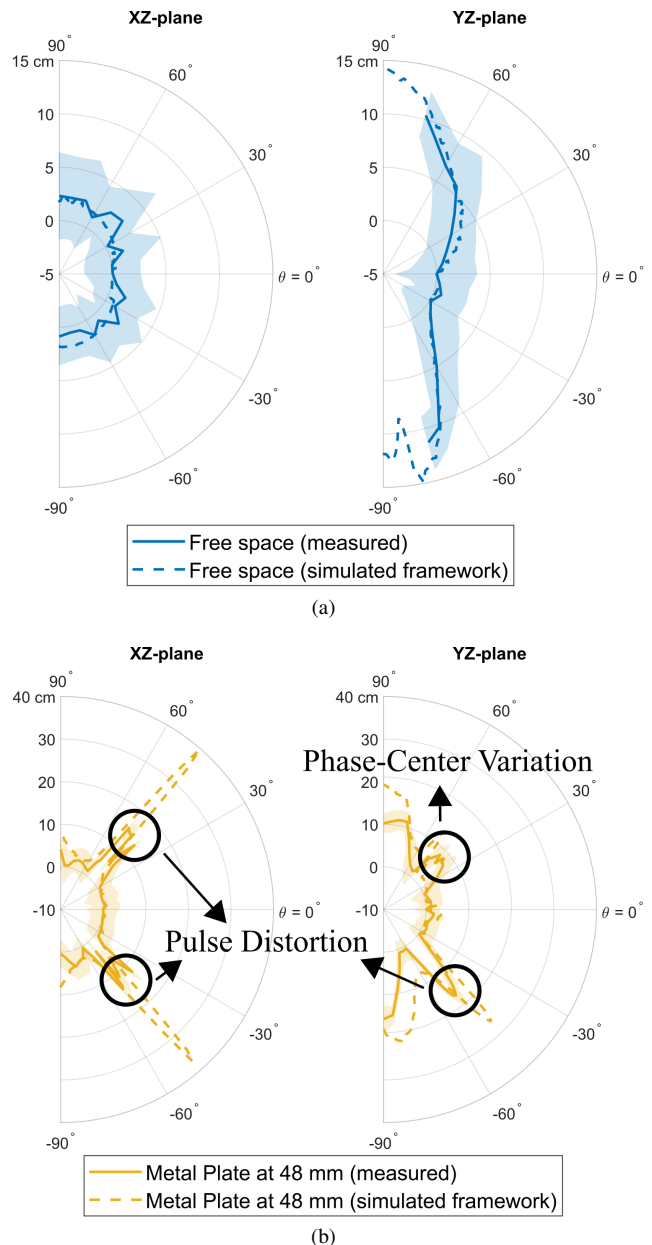 XZ-plane
YZ-plane
90°
15 cm
60°
10
30°
5
0
-5
θ = 0°
-30°
-60°
-90°
90°
15 cm
60°
10
30°
5
0
-5
θ = 0°
-30°
-60°
-90°
Free space (measured)
Free space (simulated framework)
(a)
XZ-plane
YZ-plane
90°
40 cm
60°
30
20
30°
10
0
-10
θ = 0°
-30°
-60°
-90°
90°
40 cm
60°
30
Phase-Center Variation
20
30°
10
0
-10
θ = 0°
Pulse Distortion
-30°
-60°
-90°
Metal Plate at 48 mm (measured)
Metal Plate at 48 mm (simulated framework)
(b)